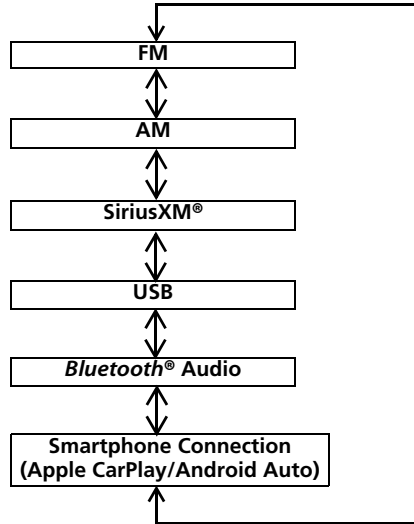 FM
AM
SiriusXM®
USB
Bluetooth® Audio
Smartphone Connection
(Apple CarPlay/Android Auto)